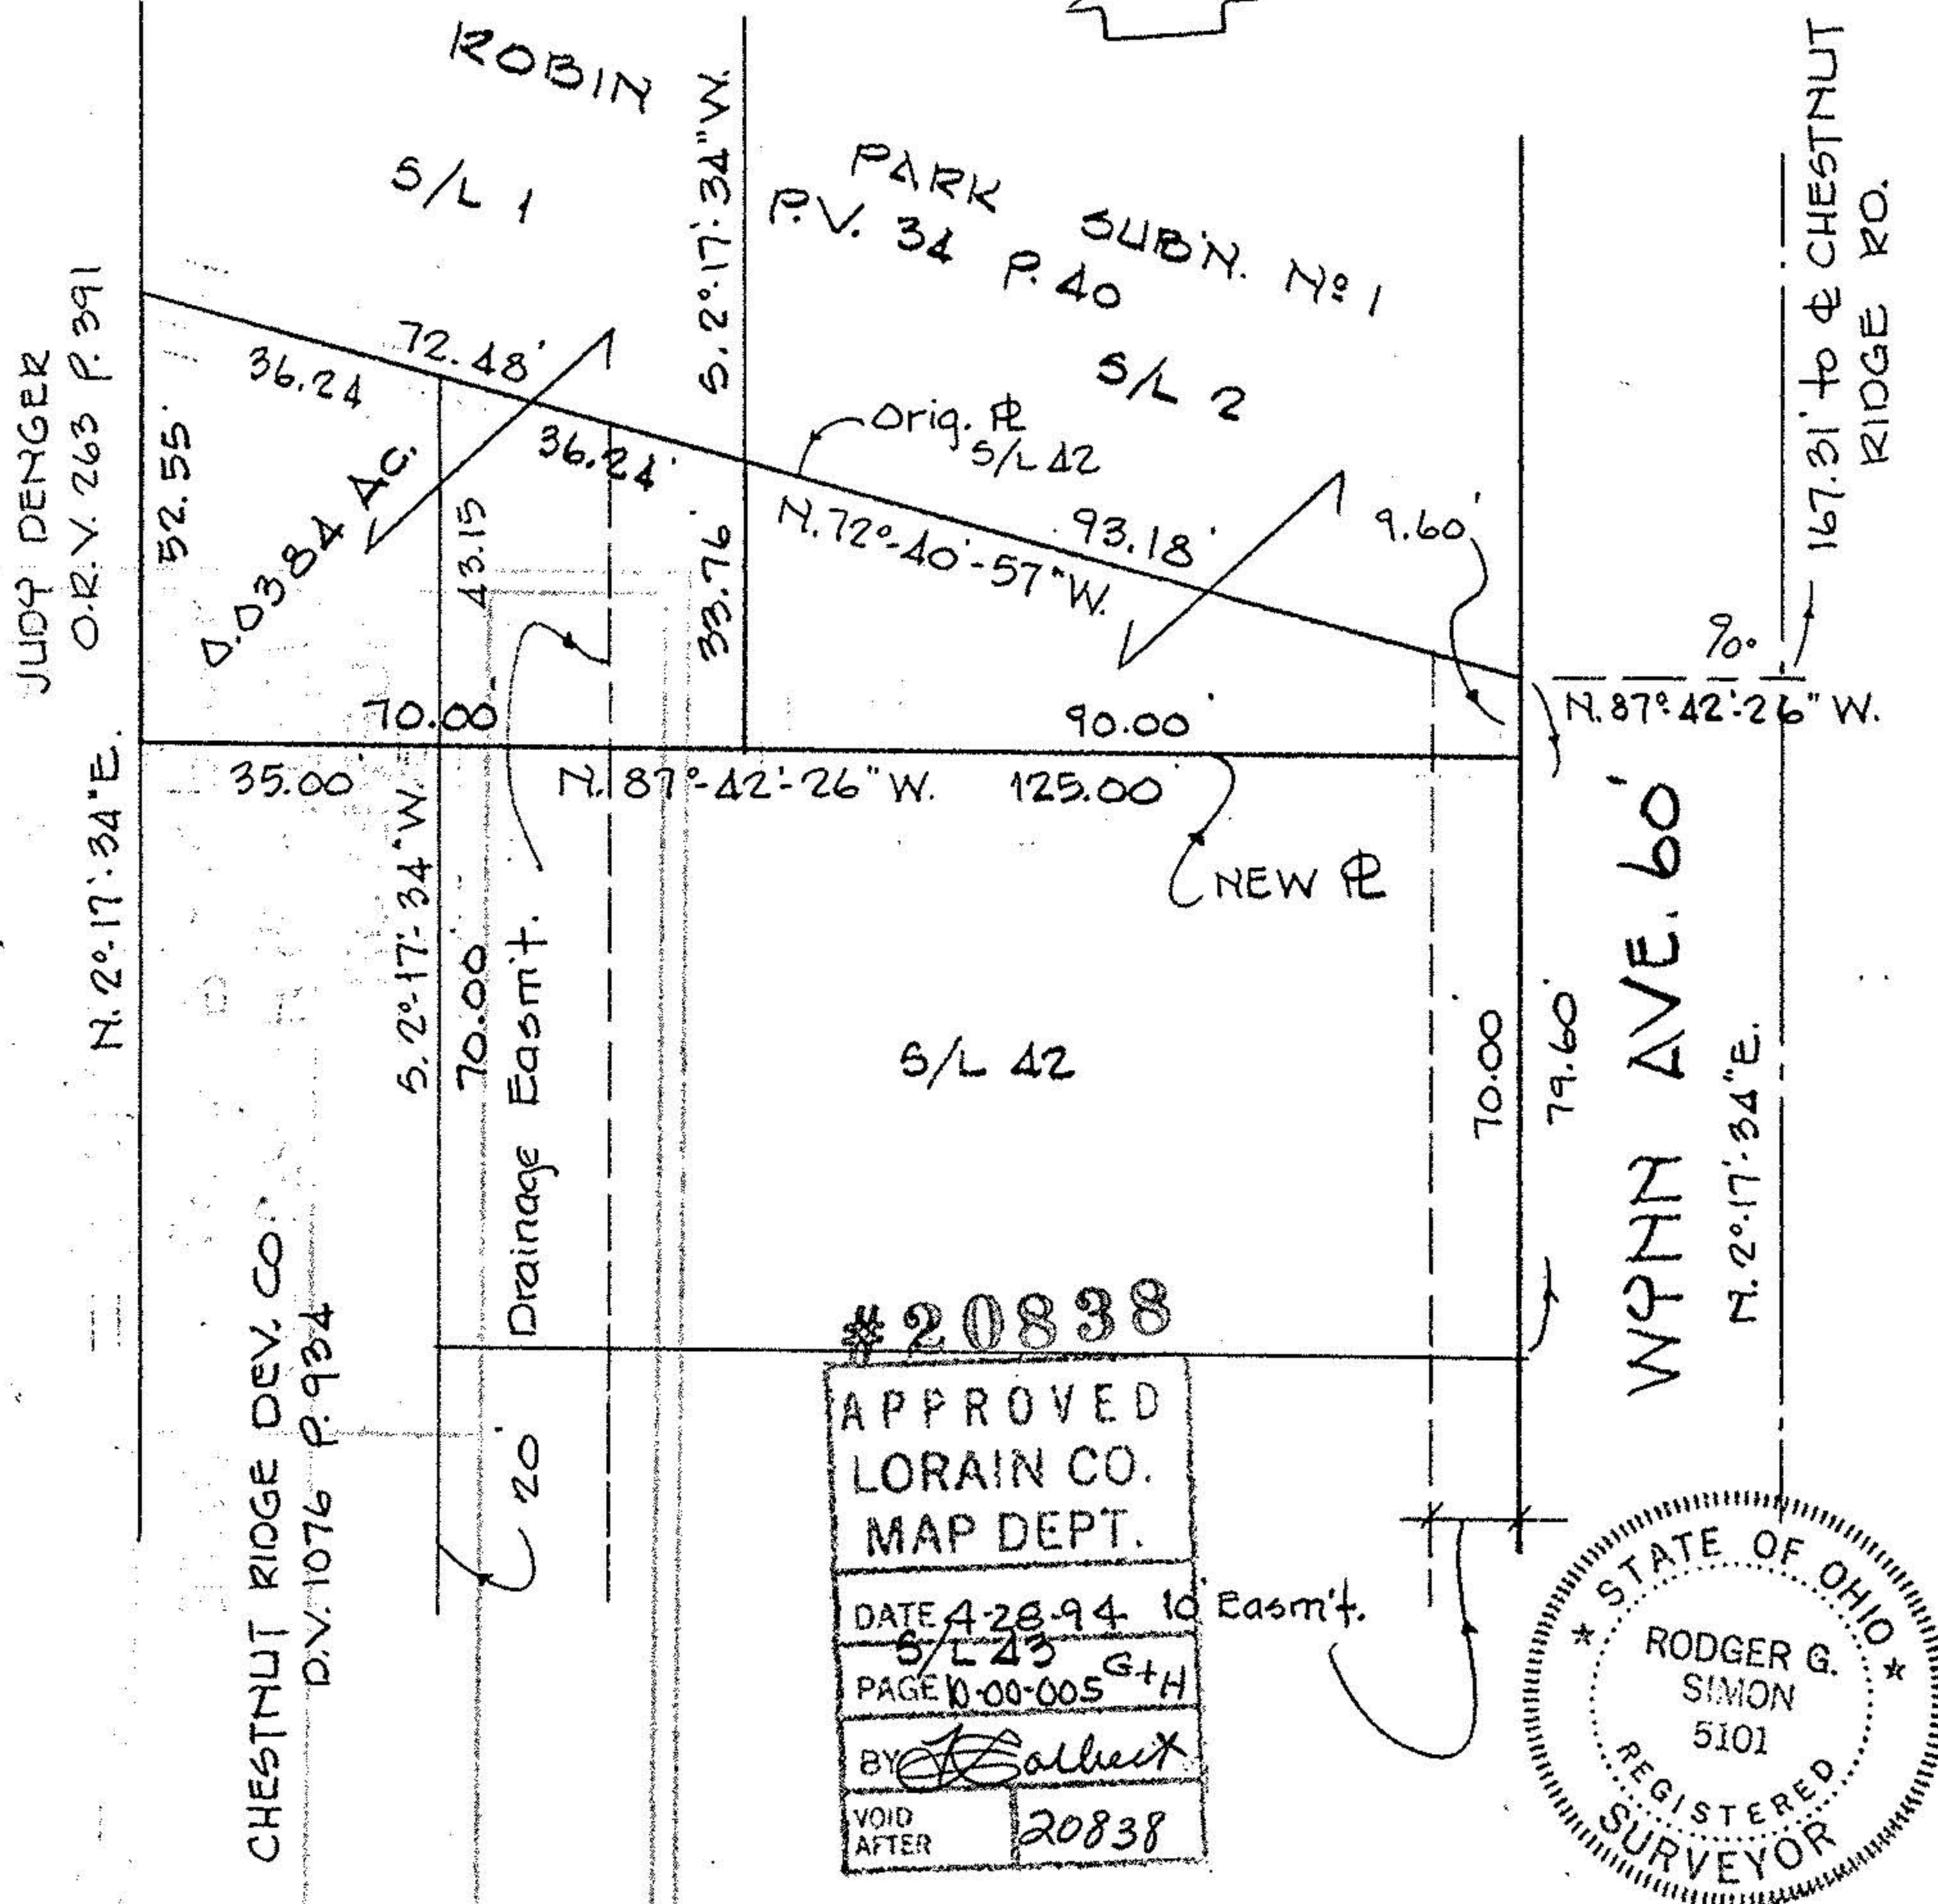 ROBIN
PARK SUB'N. Nº 1
P.V. 34 P. 40
S/L 1
S. 2°-17'-34" W.
S/L 2
167.31' to ℄ CHESTNUT
RIDGE RD.
JUDY DENGER
O.R.V. 263 P. 391
72.48'
36.24
36.24'
52.55'
0.0384 Ac.
43.15
33.76'
Orig. ⅊
S/L 42
N. 72°-40'-57" W.
93.18'
9.60'
%
N. 87°-42'-26" W.
70.00
90.00'
35.00'
N. 87°-42'-26" W.
125.00'
N. 2°-17'-34" E.
S. 2°-17'-34" W.
70.00'
Drainage Easm't.
NEW ⅊
S/L 42
70.00'
79.60'
WYNN AVE. 60'
N. 2°-17'-34" E.
CHESTNUT RIDGE DEV. CO.
D.V. 1076 P. 934
20'
#20838
APPROVED
LORAIN CO.
MAP DEPT.
DATE 4-28-94
10' Easm't.
S/L 43
PAGE 10-00-005 G+H
BY
VOID
AFTER
20838
STATE OF OHIO
RODGER G.
SIMON
5101
REGISTERED
SURVEYOR